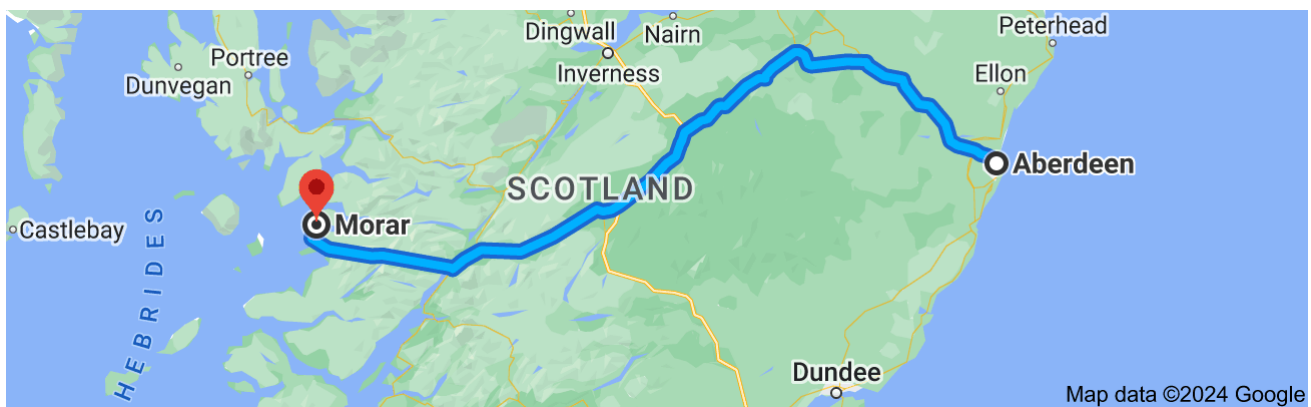 Dingwall
Nairn
Peterhead
Portree
Inverness
Ellon
Dunvegan
Aberdeen
SCOTLAND
Morar
Castlebay
HEBRIDES
Dundee
Map data ©2024 Google